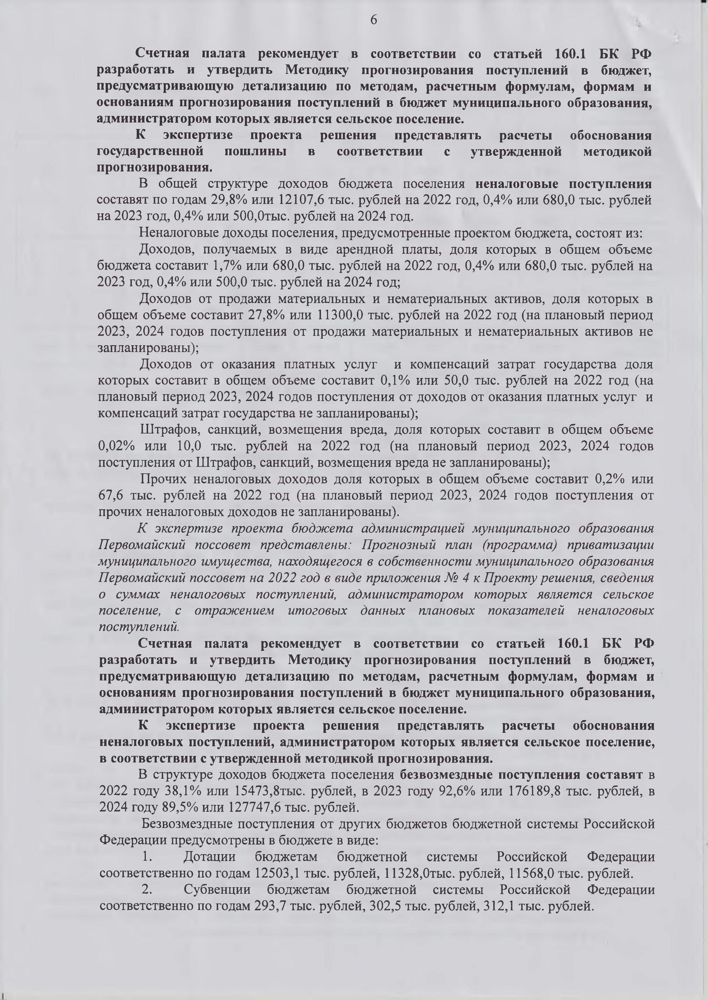 6
Счетная палата рекомендует в соответствии со статьей 160.1 БК РФ
разработать и утвердить Методику прогнозирования поступлений в бюджет,
предусматривающую детализацию по методам, расчетным формулам, формам и
основаниям прогнозирования поступлений в бюджет муниципального образования,
администратором которых является сельское поселение.
К экспертизе проекта решения представлять расчеты обоснования
государственной пошлины в соответствии с утвержденной методикой
прогнозирования.
В общей структуре доходов бюджета поселения неналоговые поступления
составят по годам 29,8% или 12107,6 тыс. рублей на 2022 год, 0,4% или 680,0 тыс. рублей
на 2023 год, 0,4% или 500,0тыс. рублей на 2024 год.
Неналоговые доходы поселения, предусмотренные проектом бюджета, состоят из:
Доходов, получаемых в виде арендной платы, доля которых в общем объеме
бюджета составит 1,7% или 680,0 тыс. рублей на 2022 год, 0,4% или 680,0 тыс. рублей на
2023 год, 0,4% или 500,0 тыс. рублей на 2024 год;
Доходов от продажи материальных и нематериальных активов, доля которых в
общем объеме составит 27,8% или 11300,0 тыс. рублей на 2022 год (на плановый период
2023, 2024 годов поступления от продажи материальных и нематериальных активов не
запланированы);
Доходов от оказания платных услуг и компенсаций затрат государства доля
которых составит в общем объеме составит 0,1% или 50,0 тыс. рублей на 2022 год (на
плановый период 2023, 2024 годов поступления от доходов от оказания платных услуг и
компенсаций затрат государства не запланированы);
Штрафов, санкций, возмещения вреда, доля которых составит в общем объеме
0,02% или 10,0 тыс. рублей на 2022 год (на плановый период 2023, 2024 годов
поступления от Штрафов, санкций, возмещения вреда не запланированы);
Прочих неналоговых доходов доля которых в общем объеме составит 0,2% или
67,6 тыс. рублей на 2022 год (на плановый период 2023, 2024 годов поступления от
прочих неналоговых доходов не запланированы).
К экспертизе проекта бюджета администрацией муниципального образования
Первомайский поссовет представлены: Прогнозный план (программа) приватизации
муниципального имущества, находящегося в собственности муниципального образования
Первомайский поссовет на 2022 год в виде приложения № 4 к Проекту решения, сведения
о суммах неналоговых поступлений, администратором которых является сельское
поселение, с отражением итоговых данных плановых показателей неналоговых
поступлений.
Счетная палата рекомендует в соответствии со статьей 160.1 БК РФ
разработать и утвердить Методику прогнозирования поступлений в бюджет,
предусматривающую детализацию по методам, расчетным формулам, формам и
основаниям прогнозирования поступлений в бюджет муниципального образования,
администратором которых является сельское поселение.
К экспертизе проекта решения представлять расчеты обоснования
неналоговых поступлений, администратором которых является сельское поселение,
в соответствии с утвержденной методикой прогнозирования.
В структуре доходов бюджета поселения безвозмездные поступления составят в
2022 году 38,1% или 15473,8тыс. рублей, в 2023 году 92,6% или 176189,8 тыс. рублей, в
2024 году 89,5% или 127747,6 тыс. рублей.
Безвозмездные поступления от других бюджетов бюджетной системы Российской
Федерации предусмотрены в бюджете в виде:
1. Дотации бюджетам бюджетной системы Российской Федерации
соответственно по годам 12503,1 тыс. рублей, 11328,0тыс. рублей, 11568,0 тыс. рублей.
2. Субвенции бюджетам бюджетной системы Российской Федерации
соответственно по годам 293,7 тыс. рублей, 302,5 тыс. рублей, 312,1 тыс. рублей.